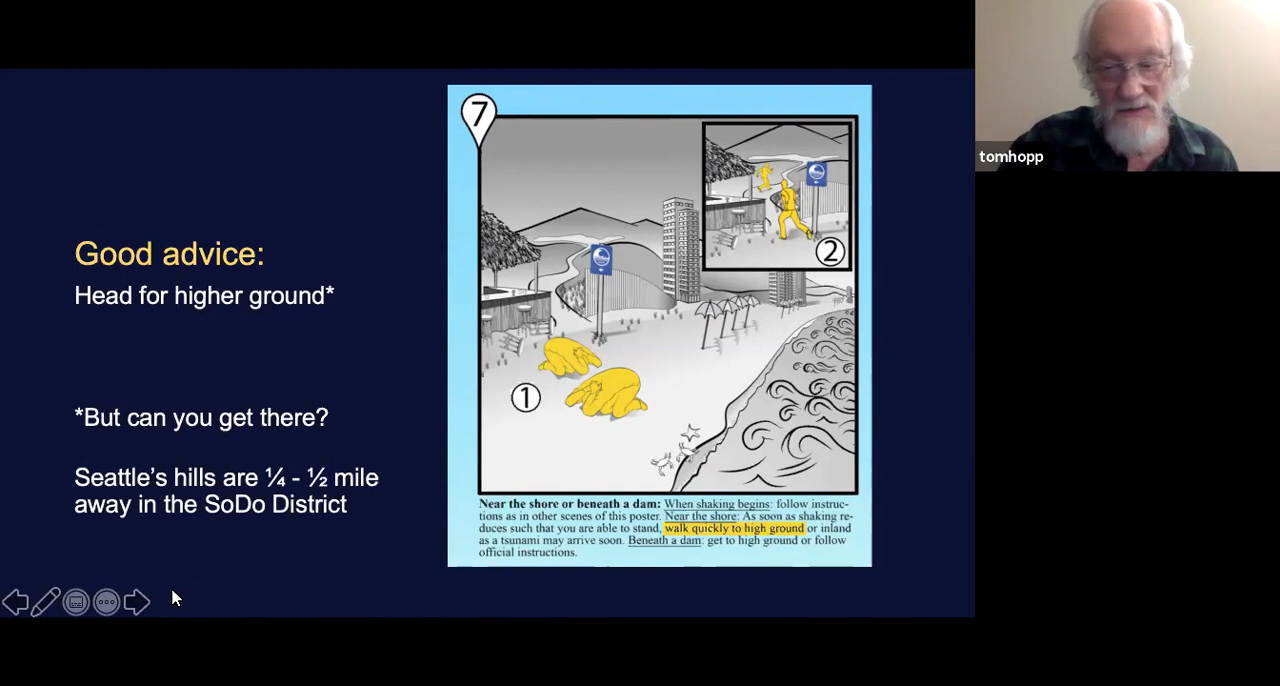 Good advice:
Head for higher ground*
*But can you get there?
Seattle’s hills are ¼ - ½ mile
away in the SoDo District
7
2
1
Near the shore or beneath a dam: When shaking begins: follow instruc-
tions as in other scenes of this poster. Near the shore: As soon as shaking re-
duces such that you are able to stand, walk quickly to high ground or inland
as a tsunami may arrive soon. Beneath a dam: get to high ground or follow
official instructions.
tomhopp